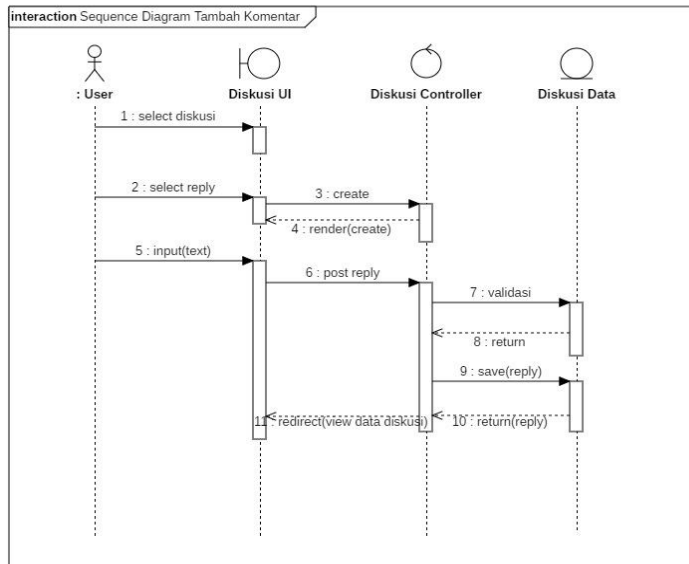 interaction Sequence Diagram Tambah Komentar
: User
Diskusi UI
Diskusi Controller
Diskusi Data
1 : select diskusi
2 : select reply
3 : create
4 : render(create)
5 : input(text)
6 : post reply
7 : validasi
8 : return
9 : save(reply)
10 : return(reply)
11 : redirect(view data diskusi)